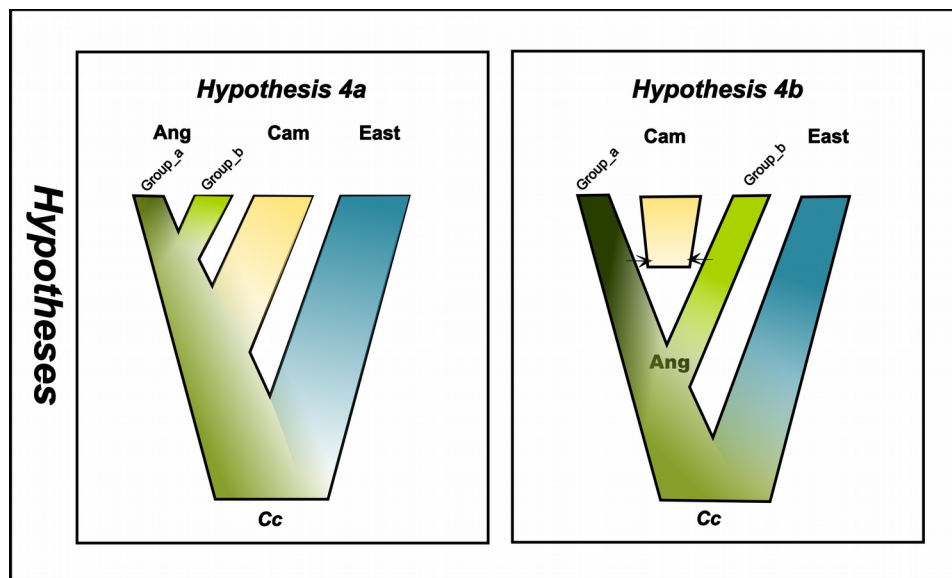 Hypotheses
Hypothesis 4a
Ang Cam East
Group_a Group_b
Cc
Hypothesis 4b
Cam East
Group_a Group_b
Ang
Cc